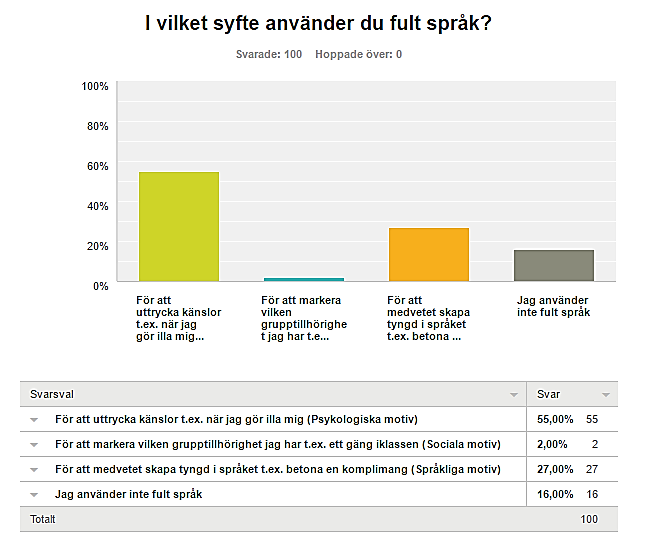 I vilket syfte använder du fult språk?
Svarade: 100 Hoppade över: 0
100%
80%
60%
40%
20%
0%
För att
uttrycka känslor
t.ex. när jag
gör illa mig...
För att markera
vilken
grupptillhörighe
t jag har t.e...
För att
medvetet skapa
tyngd i språket
t.ex. betona ...
Jag använder
inte fult språk
Svarsval Svar
För att uttrycka känslor t.ex. när jag gör illa mig (Psykologiska motiv) 55,00% 55
För att markera vilken grupptillhörighet jag har t.ex. ett gäng iklassen (Sociala motiv) 2,00% 2
För att medvetet skapa tyngd i språket t.ex. betona en komplimang (Språkliga motiv) 27,00% 27
Jag använder inte fult språk 16,00% 16
Totalt 100